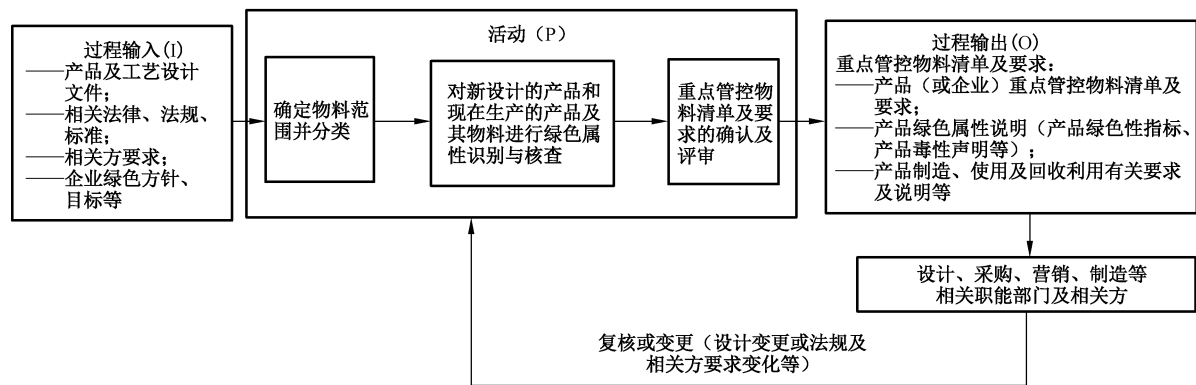 过程输入(I)
——产品及工艺设计
文件;
——相关法律、法规、
标准;
——相关方要求;
——企业绿色方针、
目标等
活动（P）
确定物料范
围并分类
对新设计的产品和
现在生产的产品及
其物料进行绿色属
性识别与核查
重点管控物
料清单及要
求的确认及
评审
过程输出(O)
重点管控物料清单及要求：
——产品（或企业）重点管控物料清单及
要求;
——产品绿色属性说明（产品绿色性指标、
产品毒性声明等）;
——产品制造、使用及回收利用有关要求
及说明等
设计、采购、营销、制造等
相关职能部门及相关方
复核或变更（设计变更或法规及
相关方要求变化等）